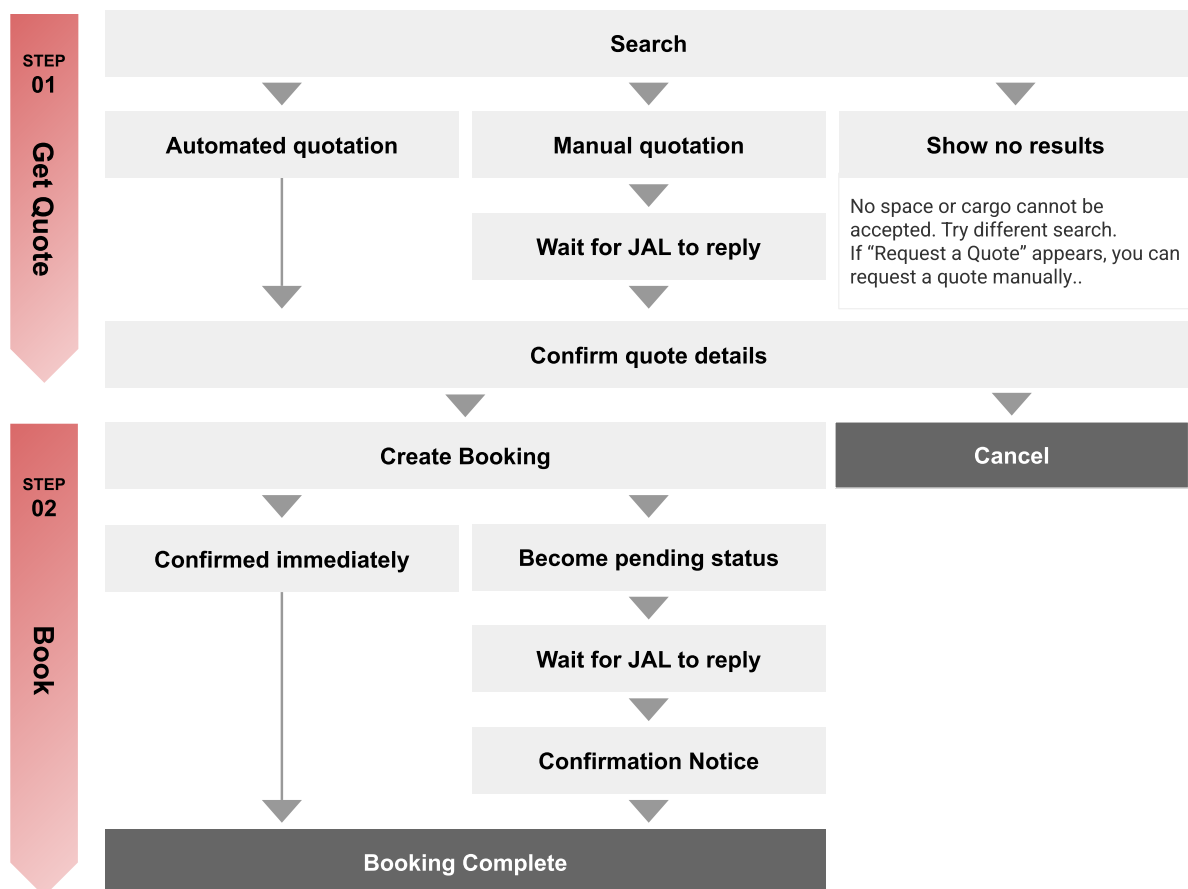 STEP
01
Get Quote
Search
Automated quotation
Manual quotation
Show no results
No space or cargo cannot be
accepted. Try different search.
If “Request a Quote” appears, you can
request a quote manually..
Wait for JAL to reply
Confirm quote details
STEP
02
Book
Create Booking
Cancel
Confirmed immediately
Become pending status
Wait for JAL to reply
Confirmation Notice
Booking Complete